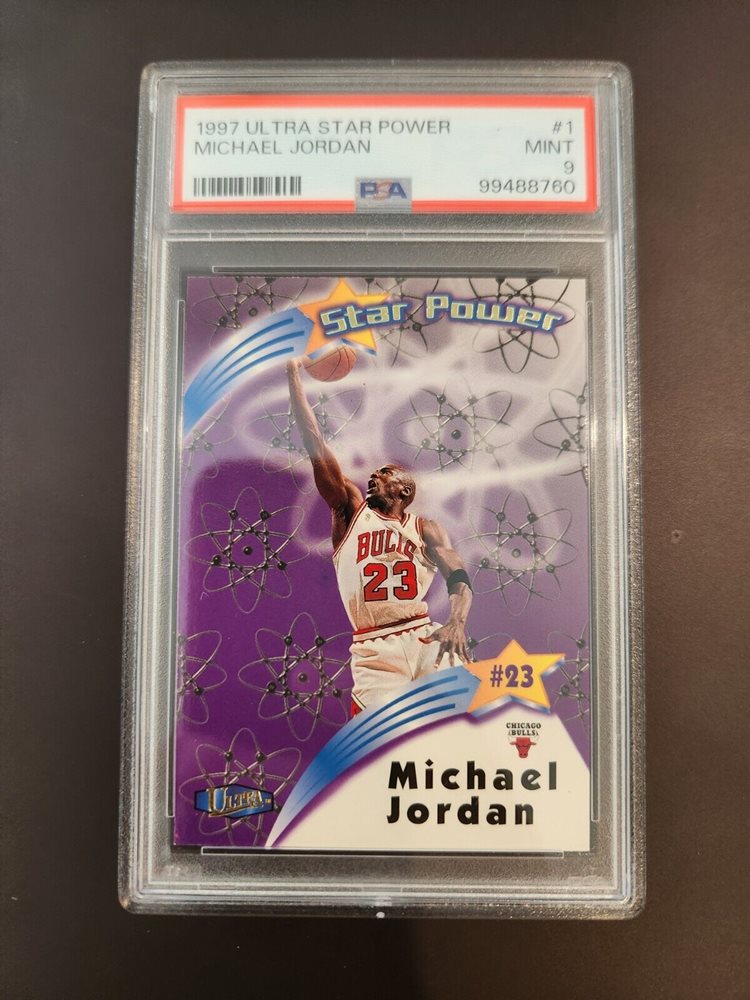 1997 ULTRA STAR POWER #1
MICHAEL JORDAN MINT
9
PSA 99488760
Star Power
BULLS
23
#23
CHICAGO
BULLS
Michael
Jordan
ULTRA